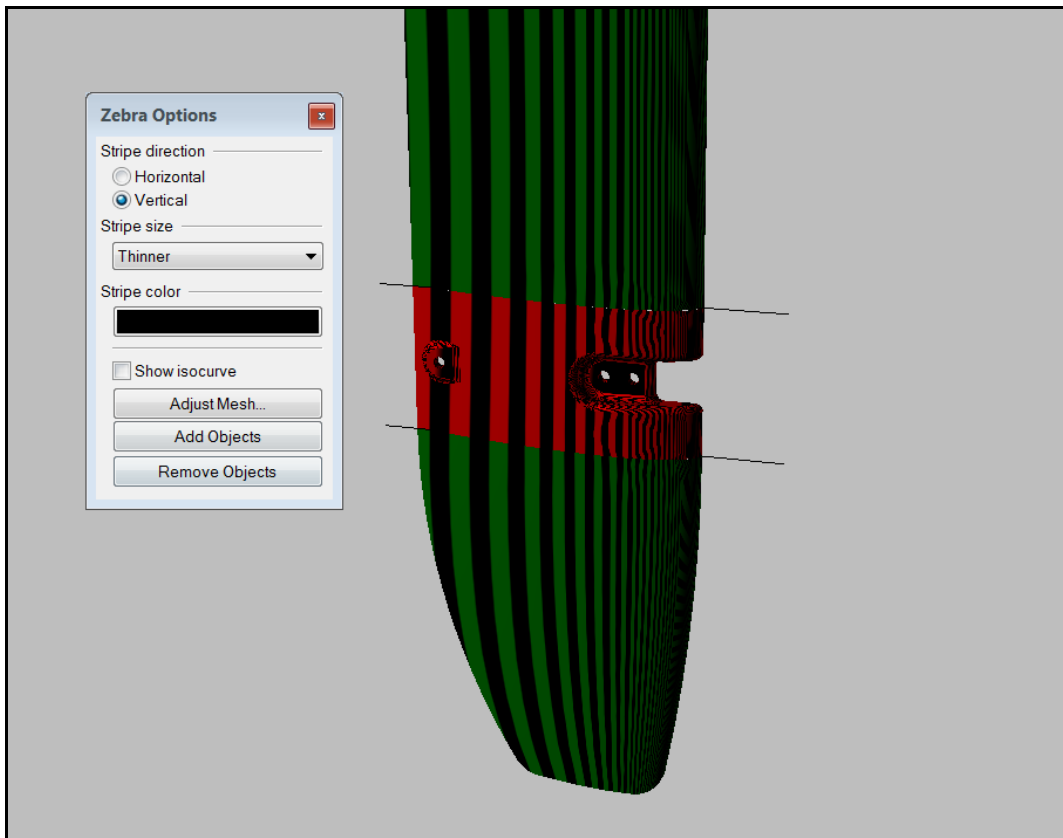 Zebra Options
x
Stripe direction
Horizontal
Vertical
Stripe size
Thinner
Stripe color
Show isocurve
Adjust Mesh...
Add Objects
Remove Objects